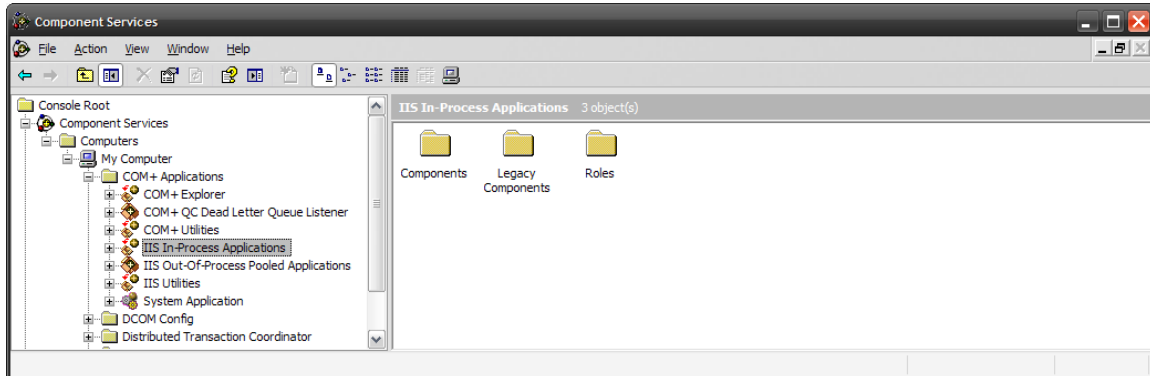 Component Services
File Action View Window Help
Console Root
Component Services
Computers
My Computer
COM+ Applications
COM+ Explorer
COM+ QC Dead Letter Queue Listener
COM+ Utilities
IIS In-Process Applications
IIS Out-Of-Process Pooled Applications
IIS Utilities
System Application
DCOM Config
Distributed Transaction Coordinator
IIS In-Process Applications 3 object(s)
Components
Legacy
Components
Roles